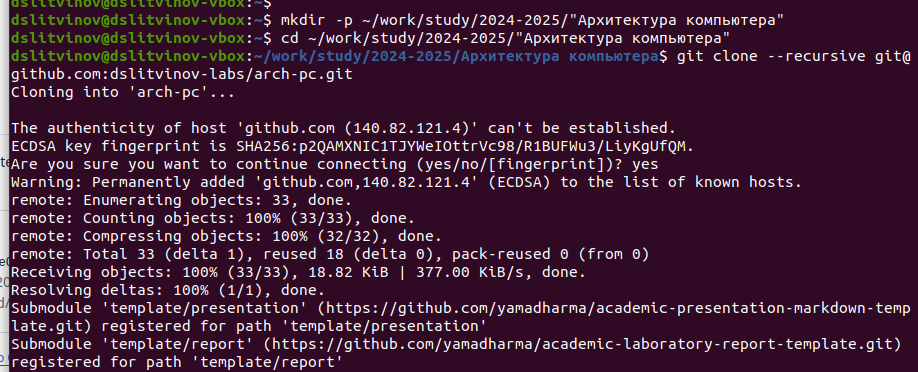 dslitvinov@dslitvinov-vbox:~$
dslitvinov@dslitvinov-vbox:~$ mkdir -p ~/work/study/2024-2025/"Архитектура компьютера"
dslitvinov@dslitvinov-vbox:~$ cd ~/work/study/2024-2025/"Архитектура компьютера"
dslitvinov@dslitvinov-vbox:~/work/study/2024-2025/Архитектура компьютера$ git clone --recursive git@
github.com:dslitvinov-labs/arch-pc.git
Cloning into 'arch-pc'...
The authenticity of host 'github.com (140.82.121.4)' can't be established.
ECDSA key fingerprint is SHA256:p2QAMXNIC1TJYWeIOttrVc98/R1BUFWu3/LiyKgUfQM.
Are you sure you want to continue connecting (yes/no/[fingerprint])? yes
Warning: Permanently added 'github.com,140.82.121.4' (ECDSA) to the list of known hosts.
remote: Enumerating objects: 33, done.
remote: Counting objects: 100% (33/33), done.
remote: Compressing objects: 100% (32/32), done.
remote: Total 33 (delta 1), reused 18 (delta 0), pack-reused 0 (from 0)
Receiving objects: 100% (33/33), 18.82 KiB | 377.00 KiB/s, done.
Resolving deltas: 100% (1/1), done.
Submodule 'template/presentation' (https://github.com/yamadharma/academic-presentation-markdown-temp
late.git) registered for path 'template/presentation'
Submodule 'template/report' (https://github.com/yamadharma/academic-laboratory-report-template.git)
registered for path 'template/report'